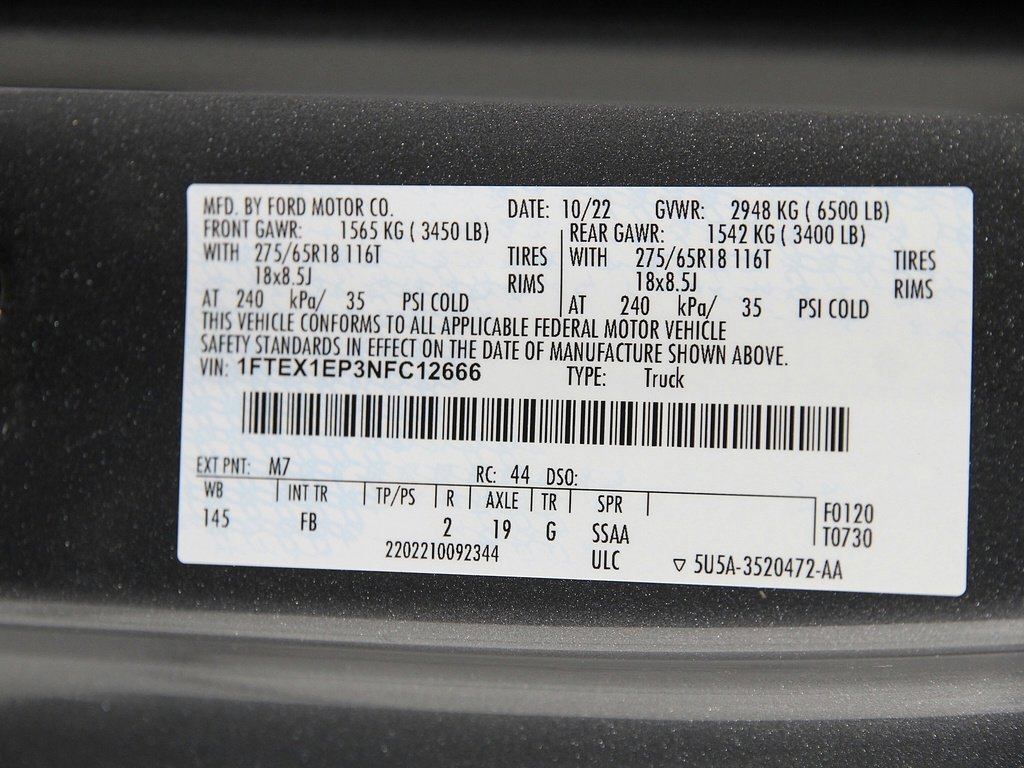 MFD. BY FORD MOTOR CO. DATE: 10/22 GVWR: 2948 KG ( 6500 LB)
FRONT GAWR: 1565 KG ( 3450 LB) REAR GAWR: 1542 KG ( 3400 LB)
WITH 275/65R18 116T TIRES WITH 275/65R18 116T TIRES
18x8.5J RIMS 18x8.5J RIMS
AT 240 kPa/ 35 PSI COLD AT 240 kPa/ 35 PSI COLD
THIS VEHICLE CONFORMS TO ALL APPLICABLE FEDERAL MOTOR VEHICLE
SAFETY STANDARDS IN EFFECT ON THE DATE OF MANUFACTURE SHOWN ABOVE.
VIN: 1FTEX1EP3NFC12666 TYPE: Truck
EXT PNT: M7 RC: 44 DSO:
WB INT TR TP/PS R AXLE TR SPR F0120
145 FB 2 19 G SSAA T0730
2202210092344 ULC ▽ 5U5A-3520472-AA